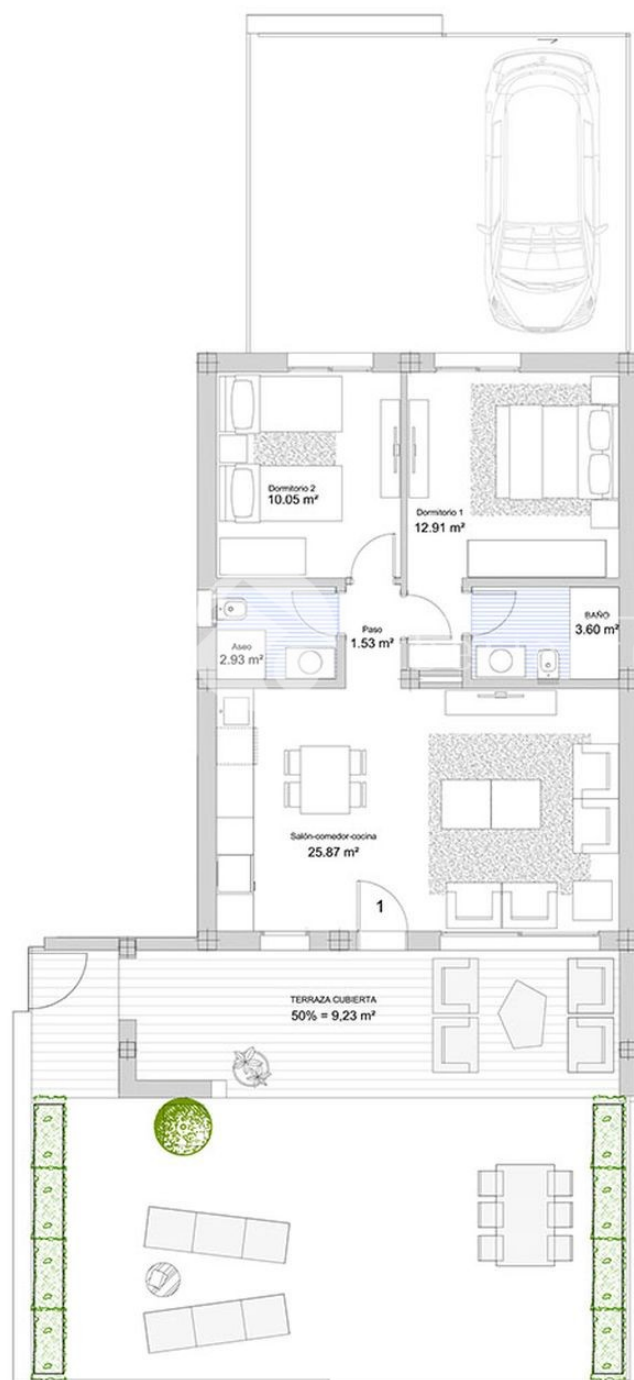 Dormitorio 2
10.05 m²
Dormitorio 1
12.91 m²
Aseo
2.93 m²
Paso
1.53 m²
BAÑO
3.60 m²
Salón-comedor-cocina
25.87 m²
1
TERRAZA CUBIERTA
50% = 9,23 m²